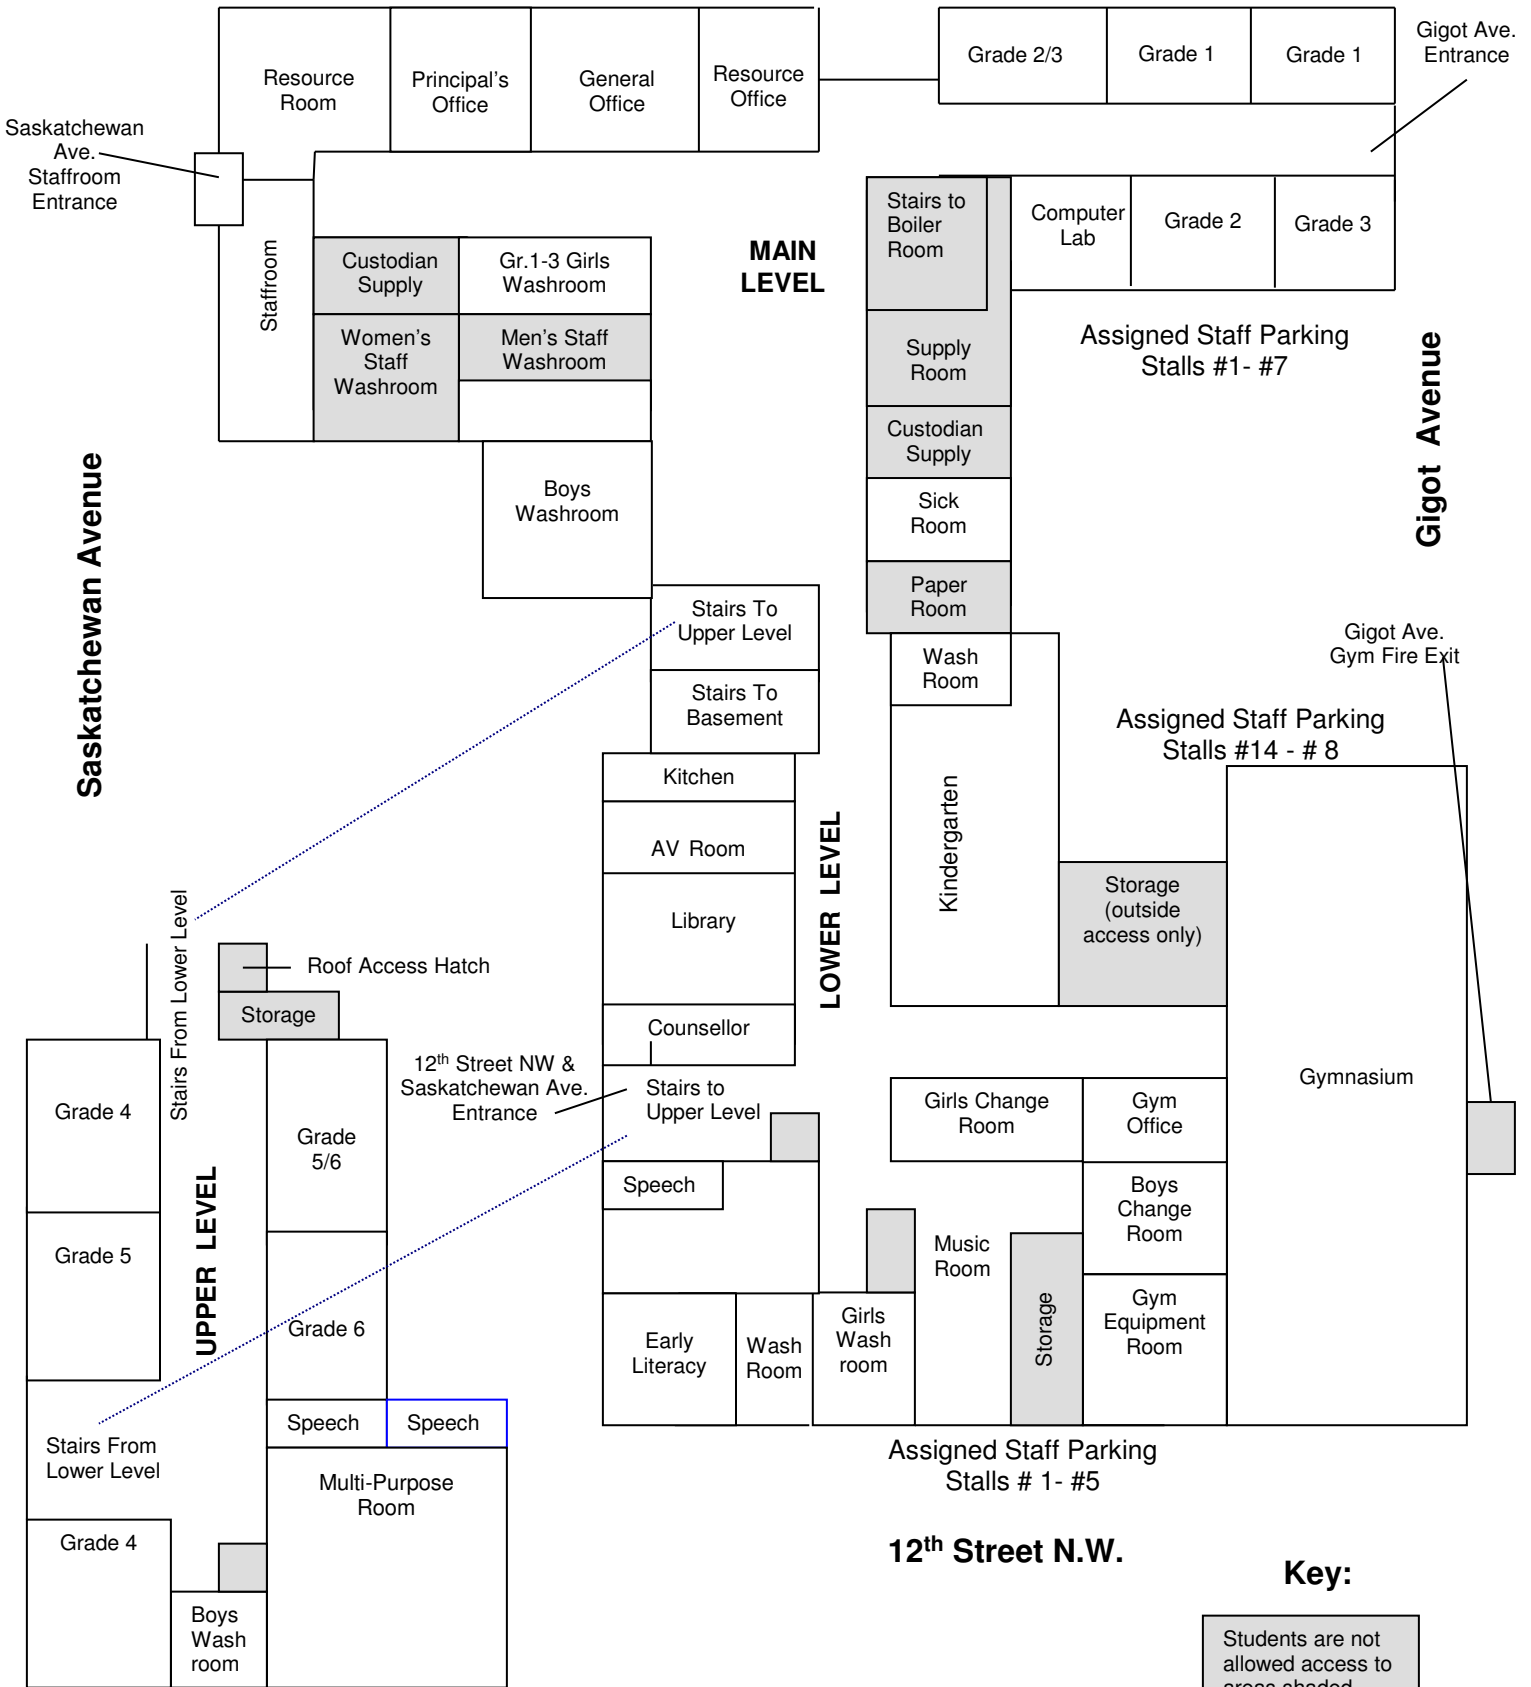 Resource
Room
Principal's
Office
General
Office
Resource
Office
Grade 2/3
Grade 1
Grade 1
Gigot Ave.
Entrance
Saskatchewan
Ave.
Staffroom
Entrance
Staffroom
Custodian
Supply
Gr.1-3 Girls
Washroom
Women's
Staff
Washroom
Men's Staff
Washroom
MAIN
LEVEL
Stairs to
Boiler
Room
Computer
Lab
Grade 2
Grade 3
Supply
Room
Assigned Staff Parking
Stalls #1- #7
Gigot Avenue
Custodian
Supply
Sick
Room
Paper
Room
Boys
Washroom
Saskatchewan Avenue
Stairs To
Upper Level
Stairs To
Basement
Wash
Room
Gigot Ave.
Gym Fire Exit
Assigned Staff Parking
Stalls #14 - # 8
Kitchen
AV Room
Library
Counsellor
LOWER LEVEL
Kindergarten
Storage
(outside
access only)
Gymnasium
Stairs From Lower Level
Roof Access Hatch
Storage
Grade 4
Grade
5/6
12th Street NW &
Saskatchewan Ave.
Entrance
Stairs to
Upper Level
Girls Change
Room
Gym
Office
Speech
Boys
Change
Room
Music
Room
UPPER LEVEL
Grade 5
Grade 6
Early
Literacy
Wash
Room
Girls
Wash
room
Storage
Gym
Equipment
Room
Speech
Speech
Stairs From
Lower Level
Multi-Purpose
Room
Assigned Staff Parking
Stalls # 1- #5
Grade 4
12th Street N.W.
Key:
Boys
Wash
room
Students are not
allowed access to
areas shaded